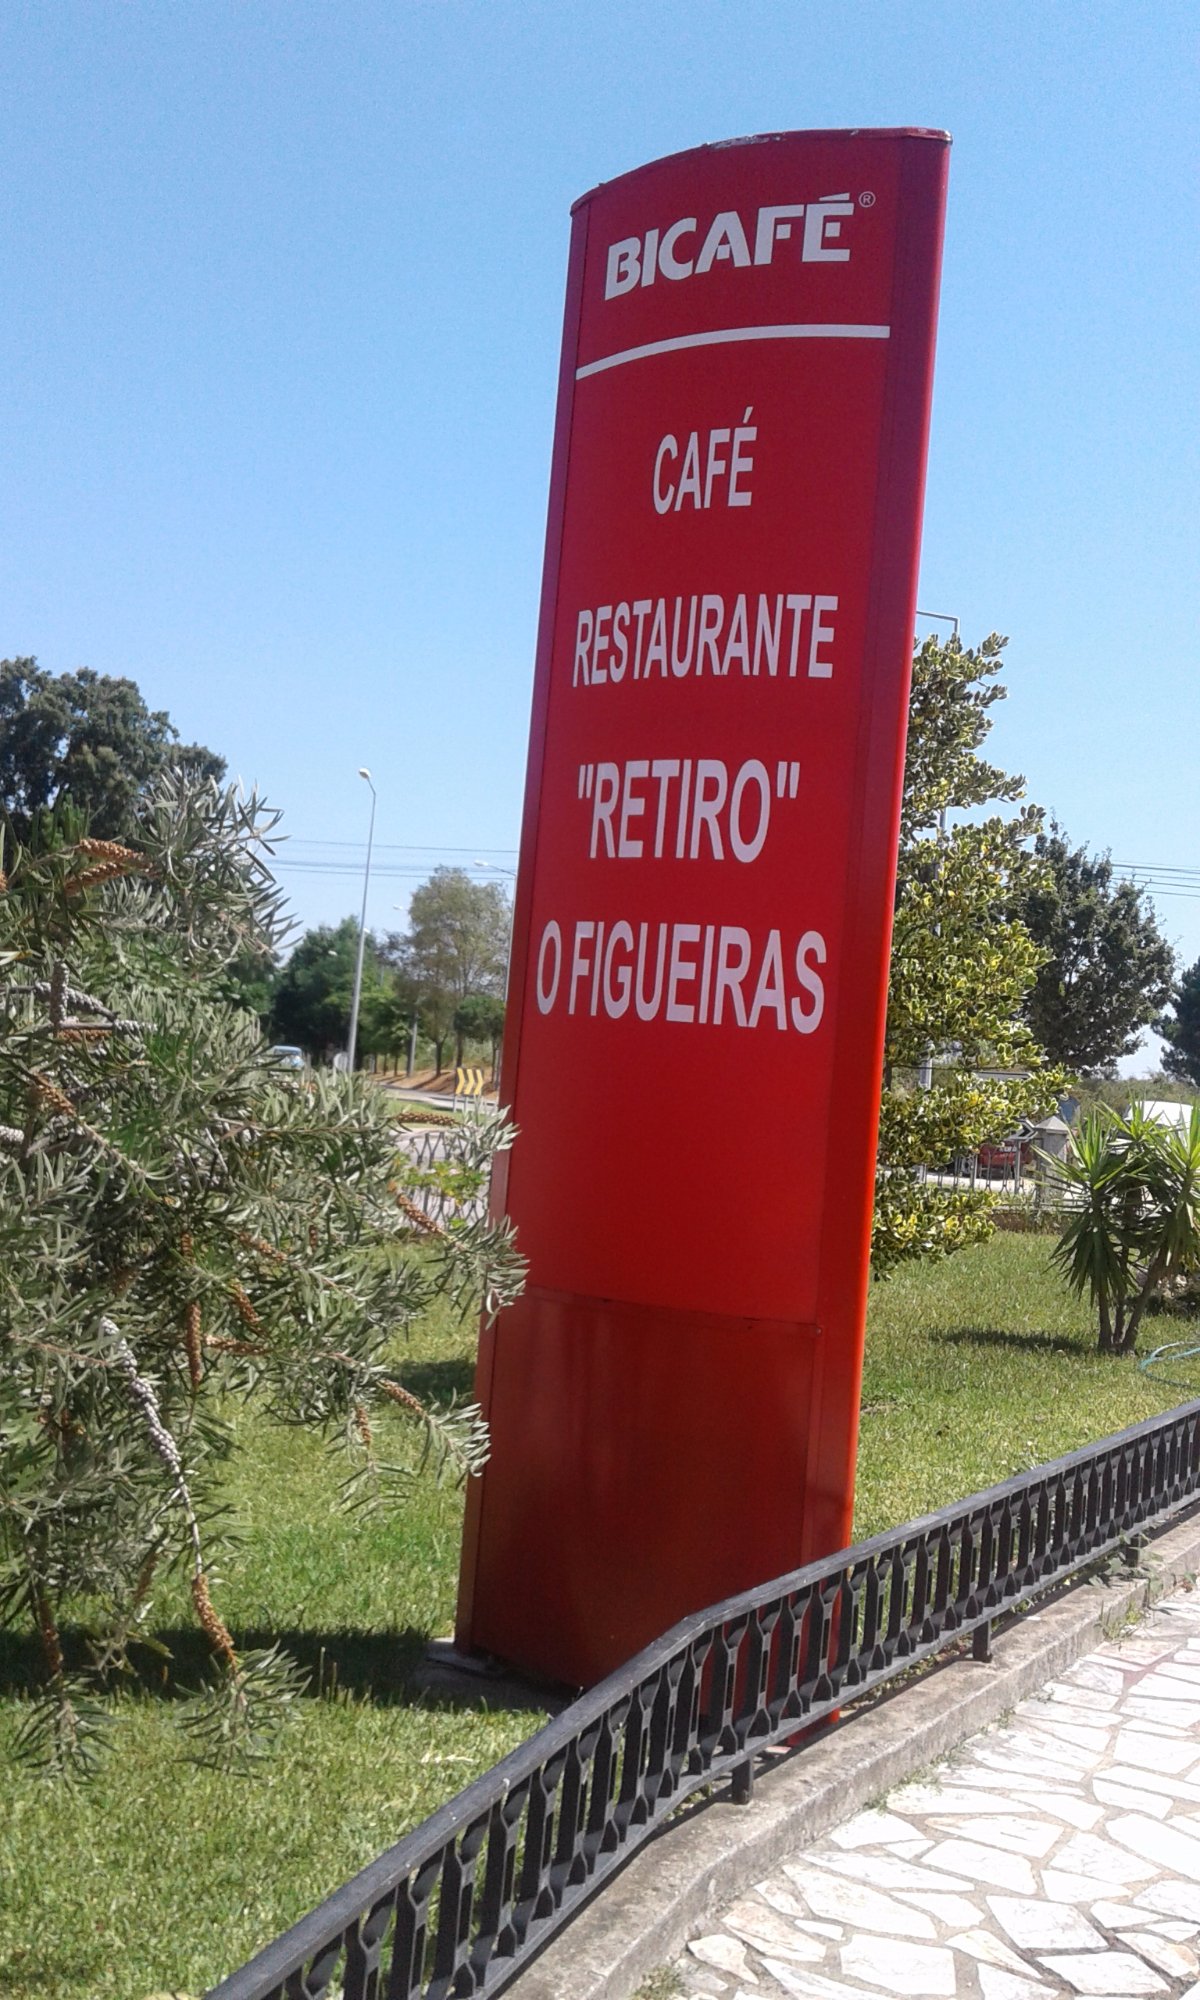 BICAFÉ®
CAFÉ
RESTAURANTE
"RETIRO"
O FIGUEIRAS